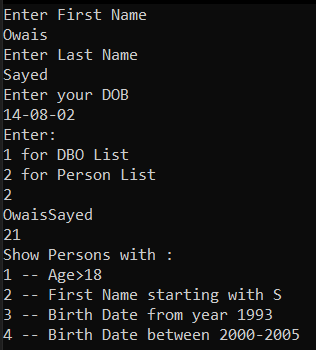 Enter First Name
Owais
Enter Last Name
Sayed
Enter your DOB
14-08-02
Enter:
1 for DBO List
2 for Person List
2
OwaisSayed
21
Show Persons with :
1 -- Age>18
2 -- First Name starting with S
3 -- Birth Date from year 1993
4 -- Birth Date between 2000-2005